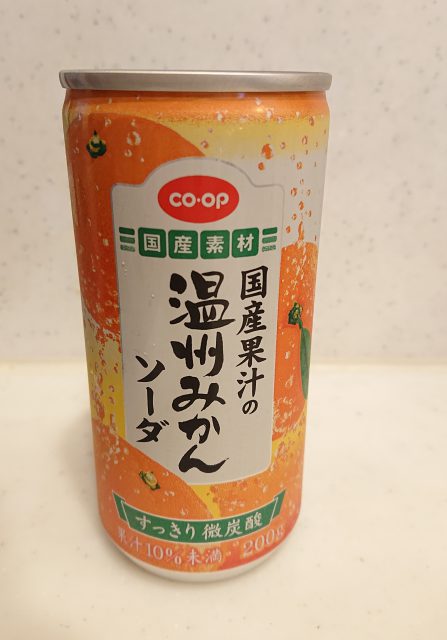 CO·OP
国産素材
国産果汁の
温州みかん
ソーダ
すっきり微炭酸
果汁10%未満 200g